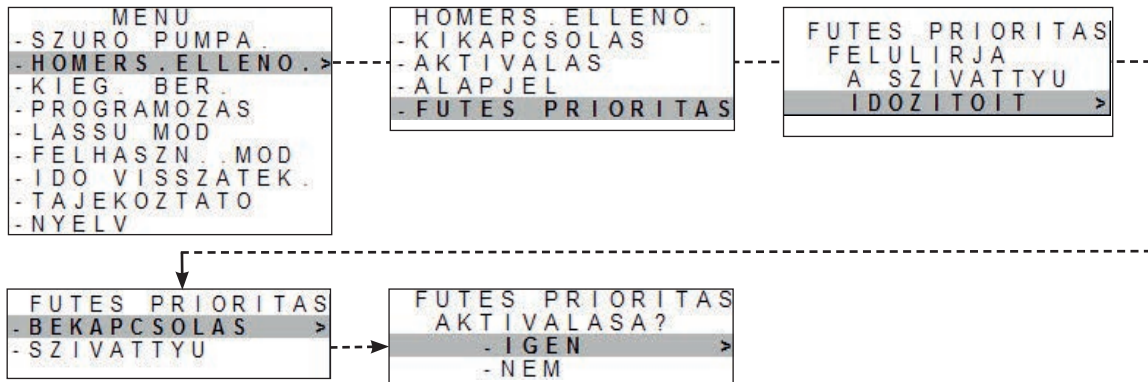 MENU
-SZURO PUMPA.
-HOMERS.ELLENO.>
-KIEG. BER.
-PROGRAMOZAS
-LASSU MOD
-FELHASZN..MOD
-IDO VISSZATEK.
-TAJEKOZTATO
-NYELV
HOMERS.ELLENO.
-KIKAPCSOLAS
-AKTIVALAS
-ALAPJEL
-FUTES PRIORITAS
FUTES PRIORITAS
FELULIRJA
A SZIVATTYU
IDOZITOIT >
FUTES PRIORITAS
-BEKAPCSOLAS >
-SZIVATTYU
FUTES PRIORITAS
AKTIVALASA?
-IGEN >
-NEM